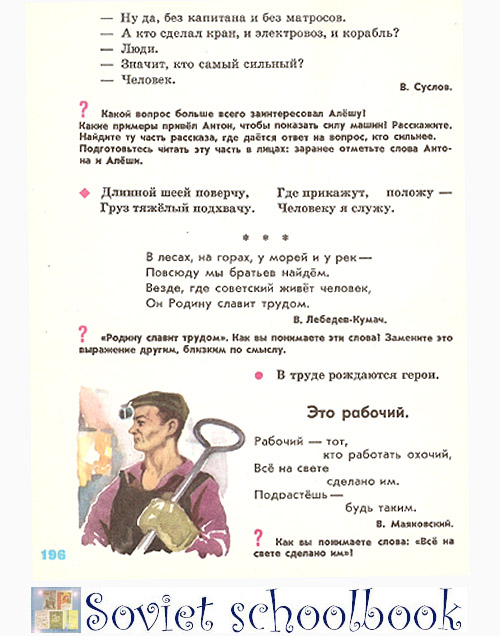 — Ну да, без капитана и без матросов.
— А кто сделал кран, и электровоз, и корабль?
— Люди.
— Значит, кто самый сильный?
— Человек.
В. Суслов.
? Какой вопрос больше всего заинтересовал Алёшу?
Какие примеры привёл Антон, чтобы показать силу машин? Расскажите.
Найдите ту часть рассказа, где даётся ответ на вопрос, кто сильнее.
Подготовьтесь читать эту часть в лицах: заранее отметьте слова Анто-
на и Алёши.
Длинной шеей поверчу,
Груз тяжёлый подхвачу.
Где прикажут, положу —
Человеку я служу.
* * *
В лесах, на горах, у морей и у рек —
Повсюду мы братьев найдём.
Везде, где советский живёт человек,
Он Родину славит трудом.
В. Лебедев-Кумач.
? «Родину славит трудом». Как вы понимаете эти слова? Замените это
выражение другим, близким по смыслу.
В труде рождаются герои.
Это рабочий.
Рабочий — тот,
кто работать охочий,
Всё на свете
сделано им.
Подрастёшь —
будь таким.
В. Маяковский.
? Как вы понимаете слова: «Всё на
свете сделано им»?
196
Soviet schoolbook